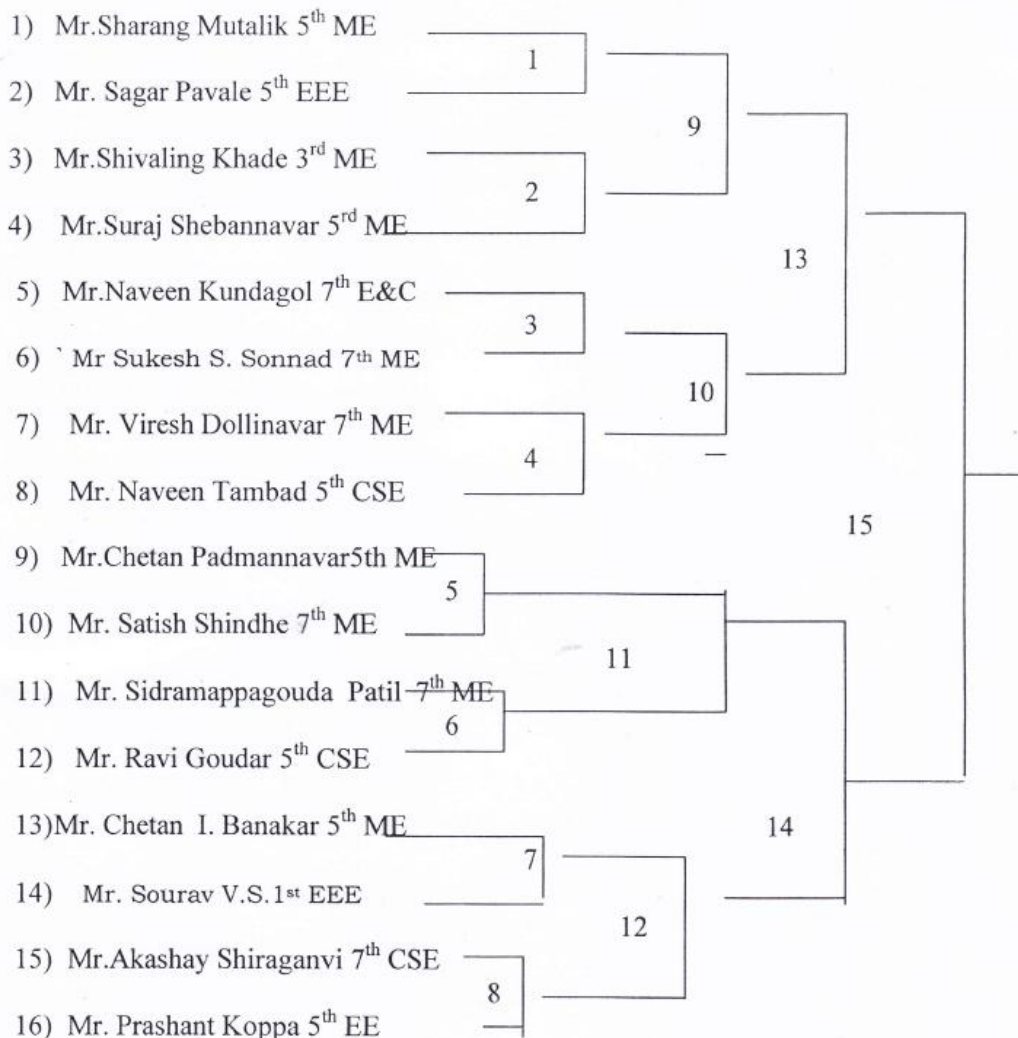 1) Mr.Sharang Mutalik 5th ME
1
2) Mr. Sagar Pavale 5th EEE
9
3) Mr.Shivaling Khade 3rd ME
2
4) Mr.Suraj Shebannavar 5rd ME
13
5) Mr.Naveen Kundagol 7th E&C
3
6) ` Mr Sukesh S. Sonnad 7th ME
10
7) Mr. Viresh Dollinavar 7th ME
4
8) Mr. Naveen Tambad 5th CSE
15
9) Mr.Chetan Padmannavar5th ME
5
10) Mr. Satish Shindhe 7th ME
11
11) Mr. Sidramappagouda Patil 7th ME
6
12) Mr. Ravi Goudar 5th CSE
13)Mr. Chetan I. Banakar 5th ME
14
7
14) Mr. Sourav V.S.1st EEE
12
15) Mr.Akashay Shiraganvi 7th CSE
8
16) Mr. Prashant Koppa 5th EE